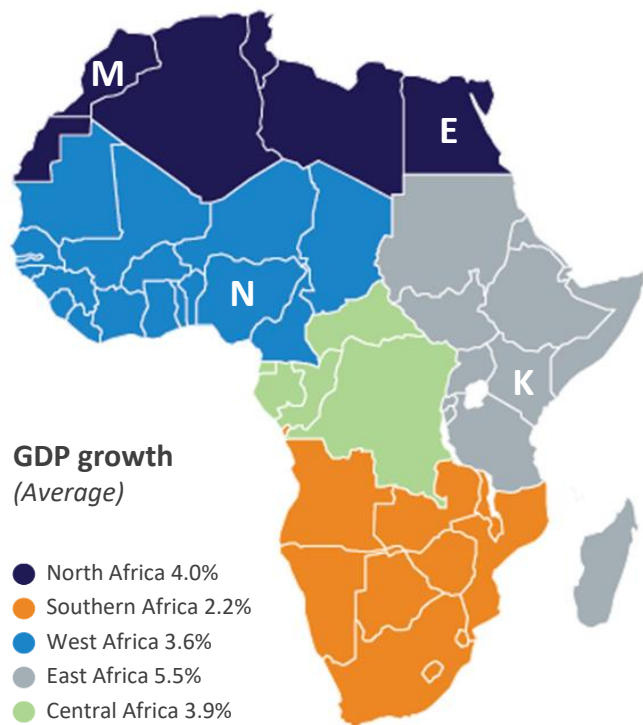 M
E
N
K
GDP growth
(Average)
North Africa 4.0%
Southern Africa 2.2%
West Africa 3.6%
East Africa 5.5%
Central Africa 3.9%